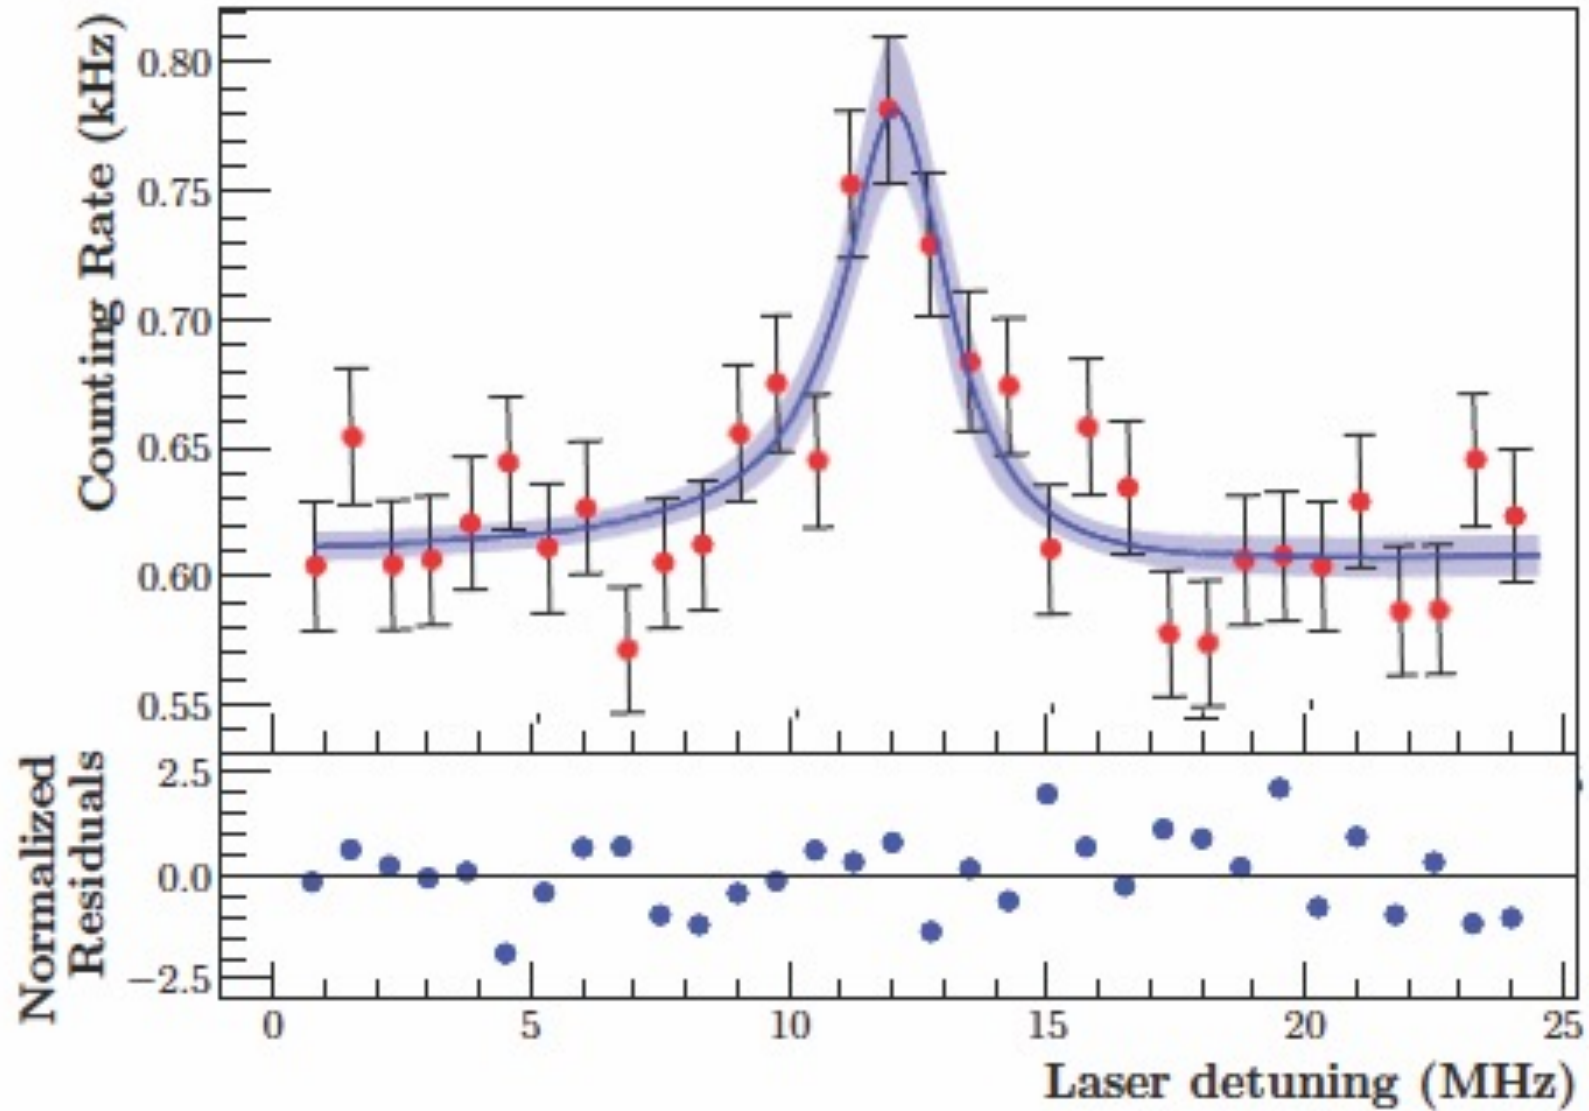 Counting Rate (kHz)
0.80
0.75
0.70
0.65
0.60
0.55
Normalized
Residuals
2.5
0.0
−2.5
0 5 10 15 20 25
Laser detuning (MHz)